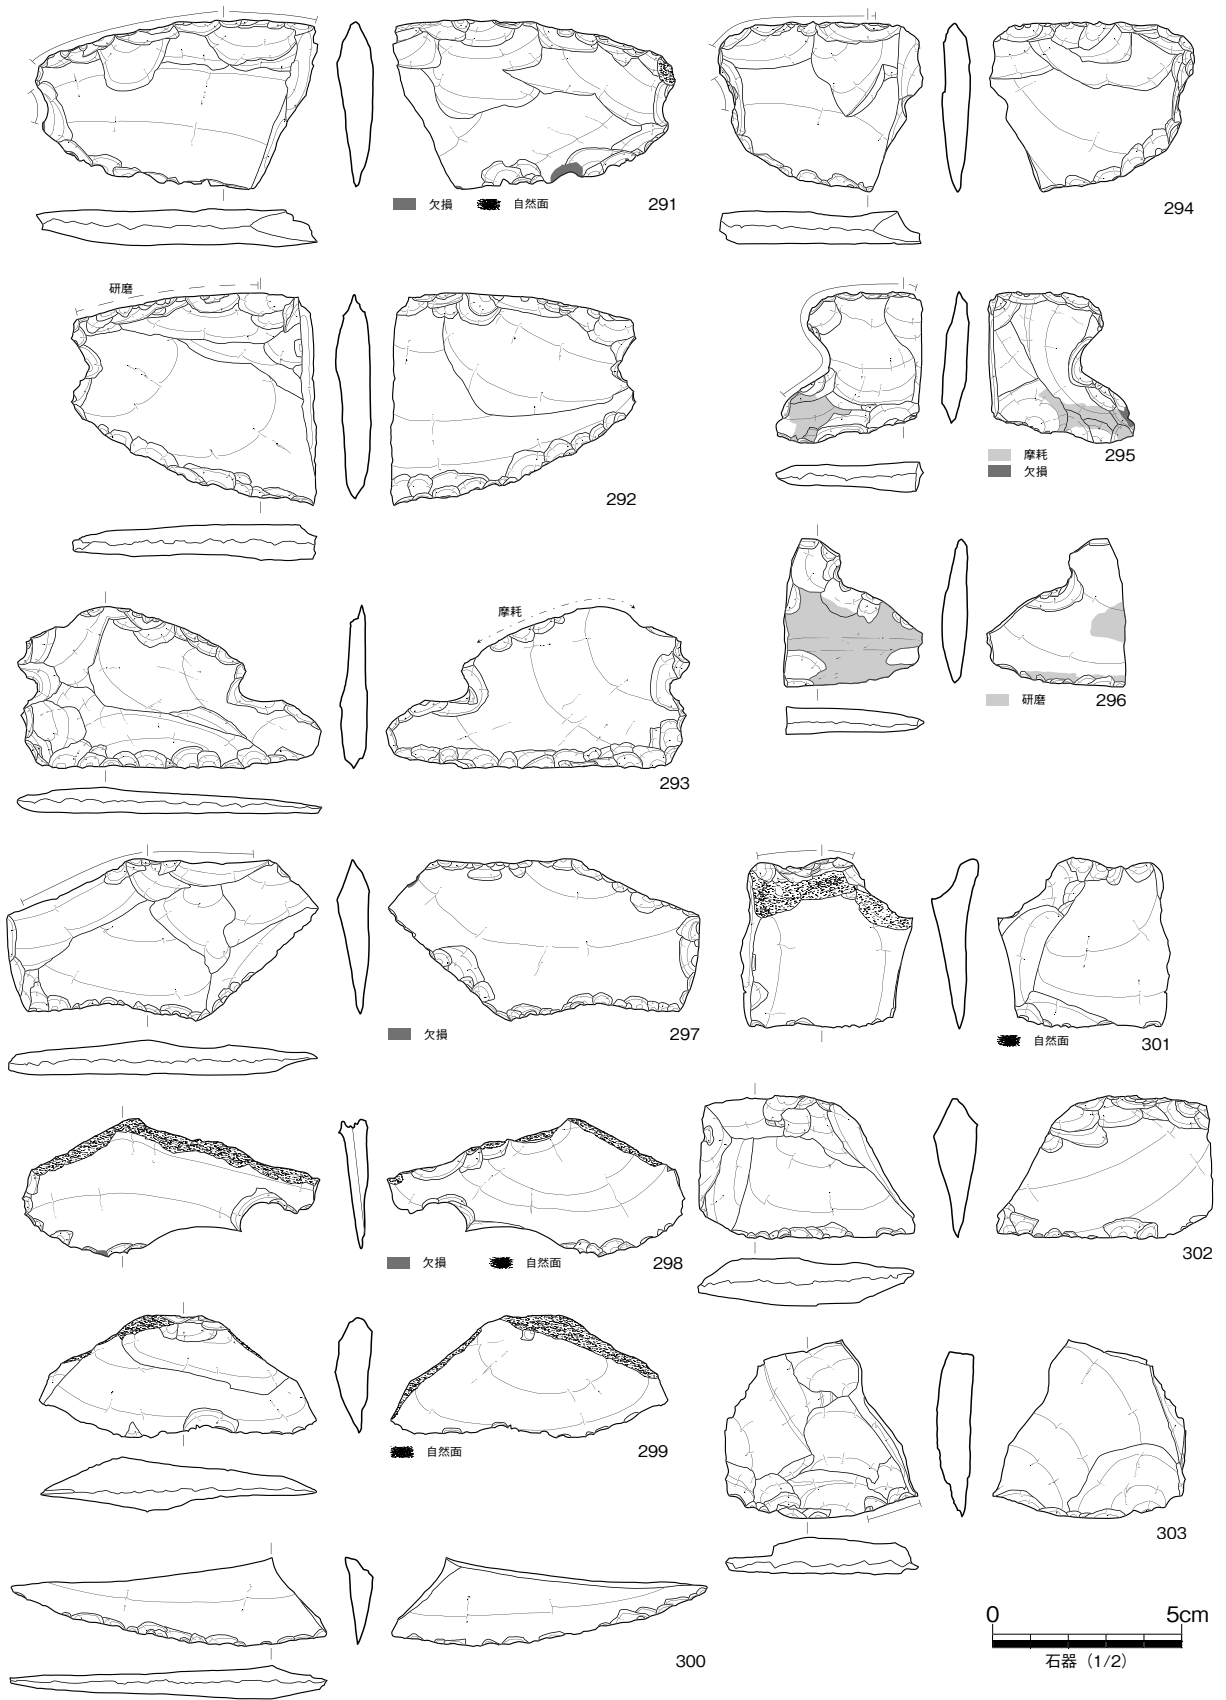 欠損 自然面 291
294
研磨
292
摩耗
欠損
295
摩耗
293
研磨 296
欠損 297
自然面 301
欠損 自然面 298
302
自然面 299
303
300
0 5cm
石器（1/2）